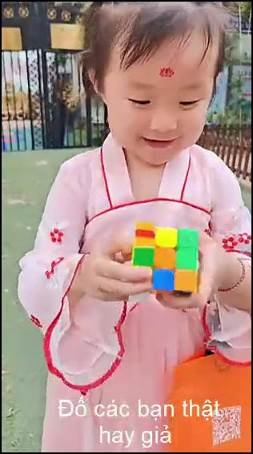 Đố các bạn thật
hay giả